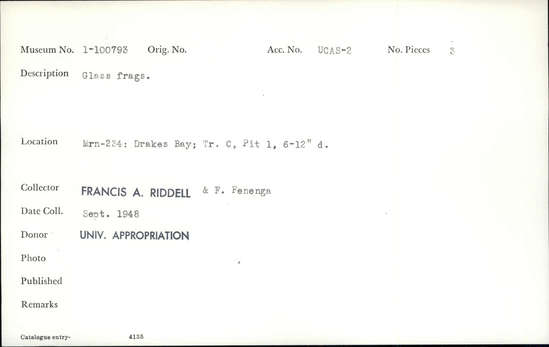 Museum No. 1-100793 Orig. No. Acc. No. UCAS-2 No. Pieces 3
Description Glass frags.
Location Mrn-234: Drakes Bay; Tr. C, Pit 1, 6-12" d.
Collector FRANCIS A. RIDDELL & F. Fenenga
Date Coll. Sept. 1948
Donor UNIV. APPROPRIATION
Photo
Published
Remarks
Catalogue entry- 4135